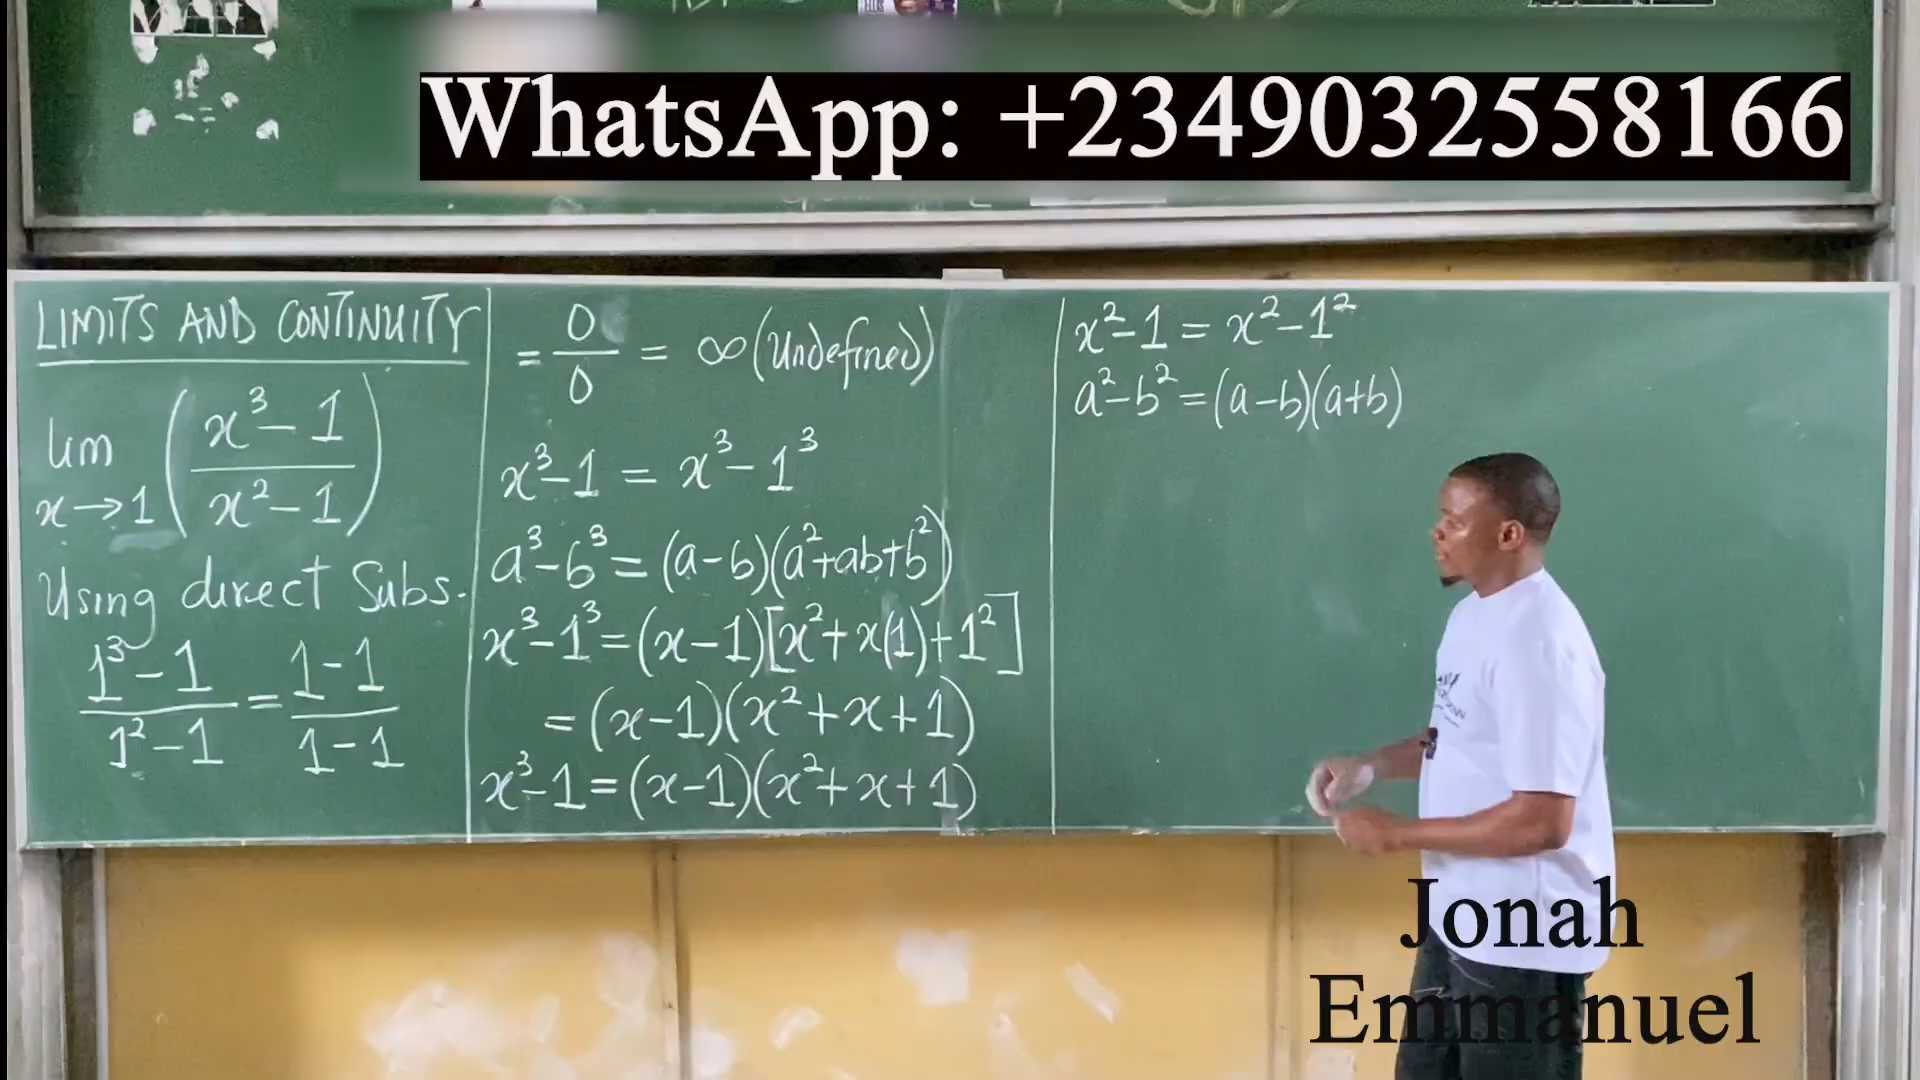 WhatsApp: +2349032558166
LIMITS AND CONTINUITY
lim x→1 (x³-1 / x²-1)
Using direct Subs.
1³-1 / 1²-1 = 1-1 / 1-1
= 0/0 = ∞ (Undefined)
x³-1 = x³-1³
a³-b³ = (a-b)(a²+ab+b²)
x³-1³ = (x-1)[x²+x(1)+1²]
= (x-1)(x²+x+1)
x³-1 = (x-1)(x²+x+1)
x²-1 = x²-1²
a²-b² = (a-b)(a+b)
Jonah
Emmanuel